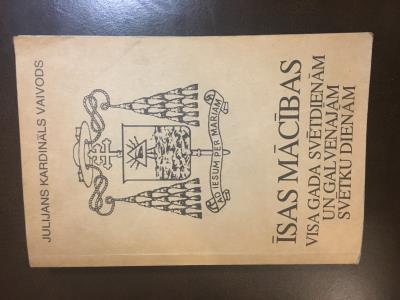 JULIJANS KARDINĀLS VAIVODS
AD IESUM PER MARIAM
ĪSAS MĀCĪBAS
VISA GADA SVĒTDIENĀM
UN GALVENAJĀM
SVĒTKU DIENĀM